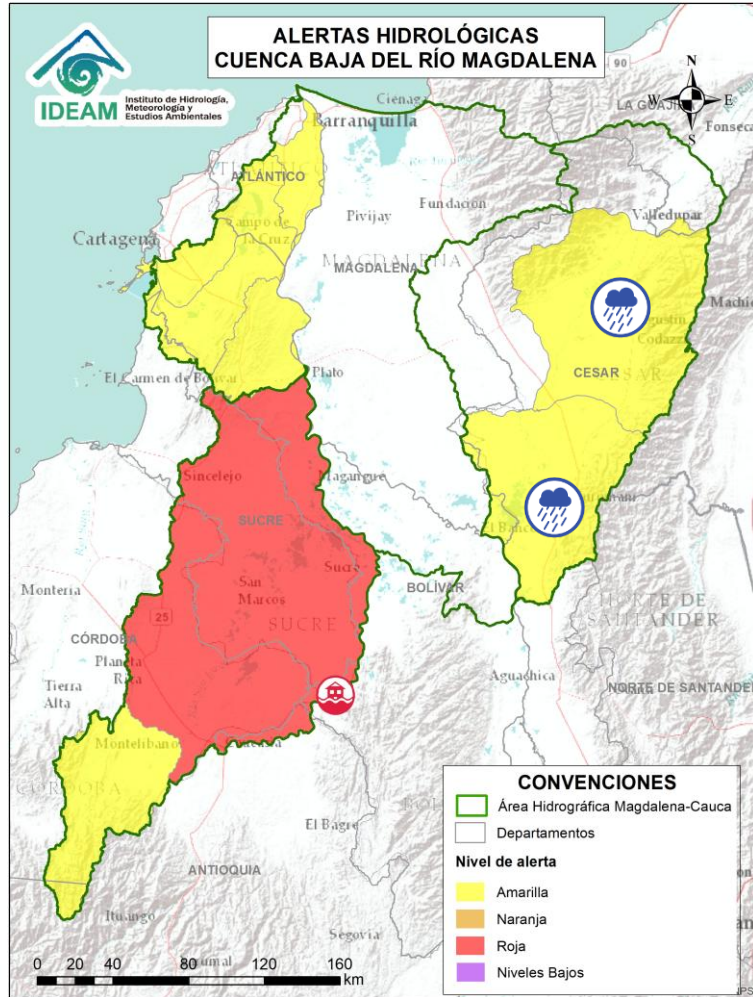 ALERTAS HIDROLÓGICAS
CUENCA BAJA DEL RÍO MAGDALENA
IDEAM
Instituto de Hidrología,
Meteorología y
Estudios Ambientales
90
N
W
E
S
Ciénaga
LA GUAJIRA
Barranquilla
Fonseca
ATLÁNTICO
Fundación
Valledupar
Pivijay
Campo de
la Cruz
Cartagena
MAGDALENA
MAGDALENA
Agustín
Codazzi
CESAR
El Carmen de Bolívar
Plato
Sincelejo
Magangue
SUCRE
El Banco
Sucre
San
Marcos
BOLÍVAR
Montería
25
SUCRE
NORTE DE
SANTANDER
CÓRDOBA
Planeta
Rica
Aguachica
Tierra
Alta
NORTE DE SANTANDER
Montelíbano
Caucasia
CÓRDOBA
CONVENCIONES
Área Hidrográfica Magdalena-Cauca
Departamentos
El Bagre
Nivel de alerta
ANTIOQUIA
Amarilla
Ituango
Naranja
Segovia
Roja
Niveles Bajos
0 20 40 80 120 160
km